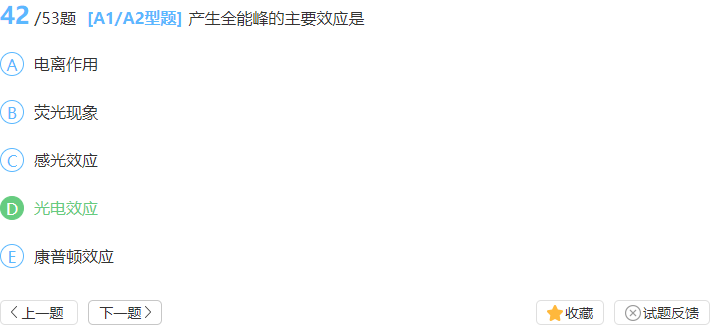 42 /53题 [A1/A2型题] 产生全能峰的主要效应是
A 电离作用
B 荧光现象
C 感光效应
D 光电效应
E 康普顿效应
上一题 下一题 收藏 试题反馈